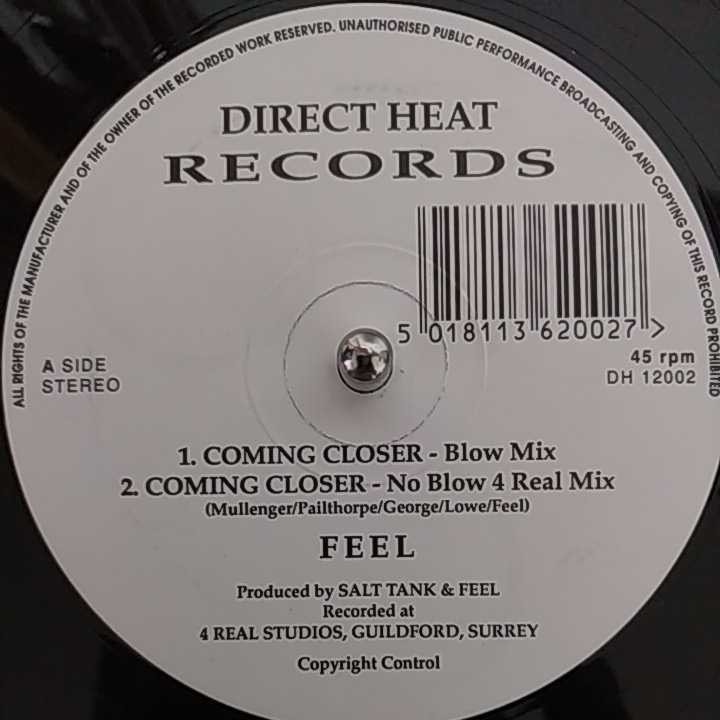 ALL RIGHTS OF THE MANUFACTURER AND OF THE OWNER OF THE RECORDED WORK RESERVED. UNAUTHORISED PUBLIC PERFORMANCE BROADCASTING AND COPYING OF THIS RECORD PROHIBITED
DIRECT HEAT
RECORDS
5 018113 620027 >
A SIDE
STEREO
45 rpm
DH 12002
1. COMING CLOSER - Blow Mix
2. COMING CLOSER - No Blow 4 Real Mix
(Mullenger/Pailthorpe/George/Lowe/Feel)
FEEL
Produced by SALT TANK & FEEL
Recorded at
4 REAL STUDIOS, GUILDFORD, SURREY
Copyright Control